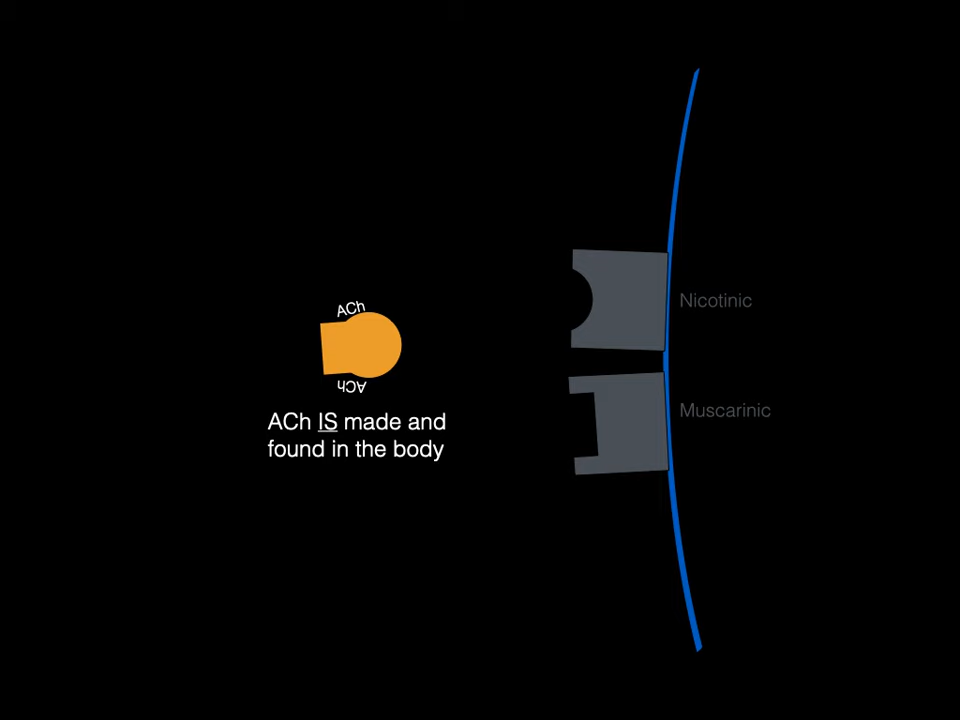 ACh
ACh
ACh IS made and
found in the body
Nicotinic
Muscarinic